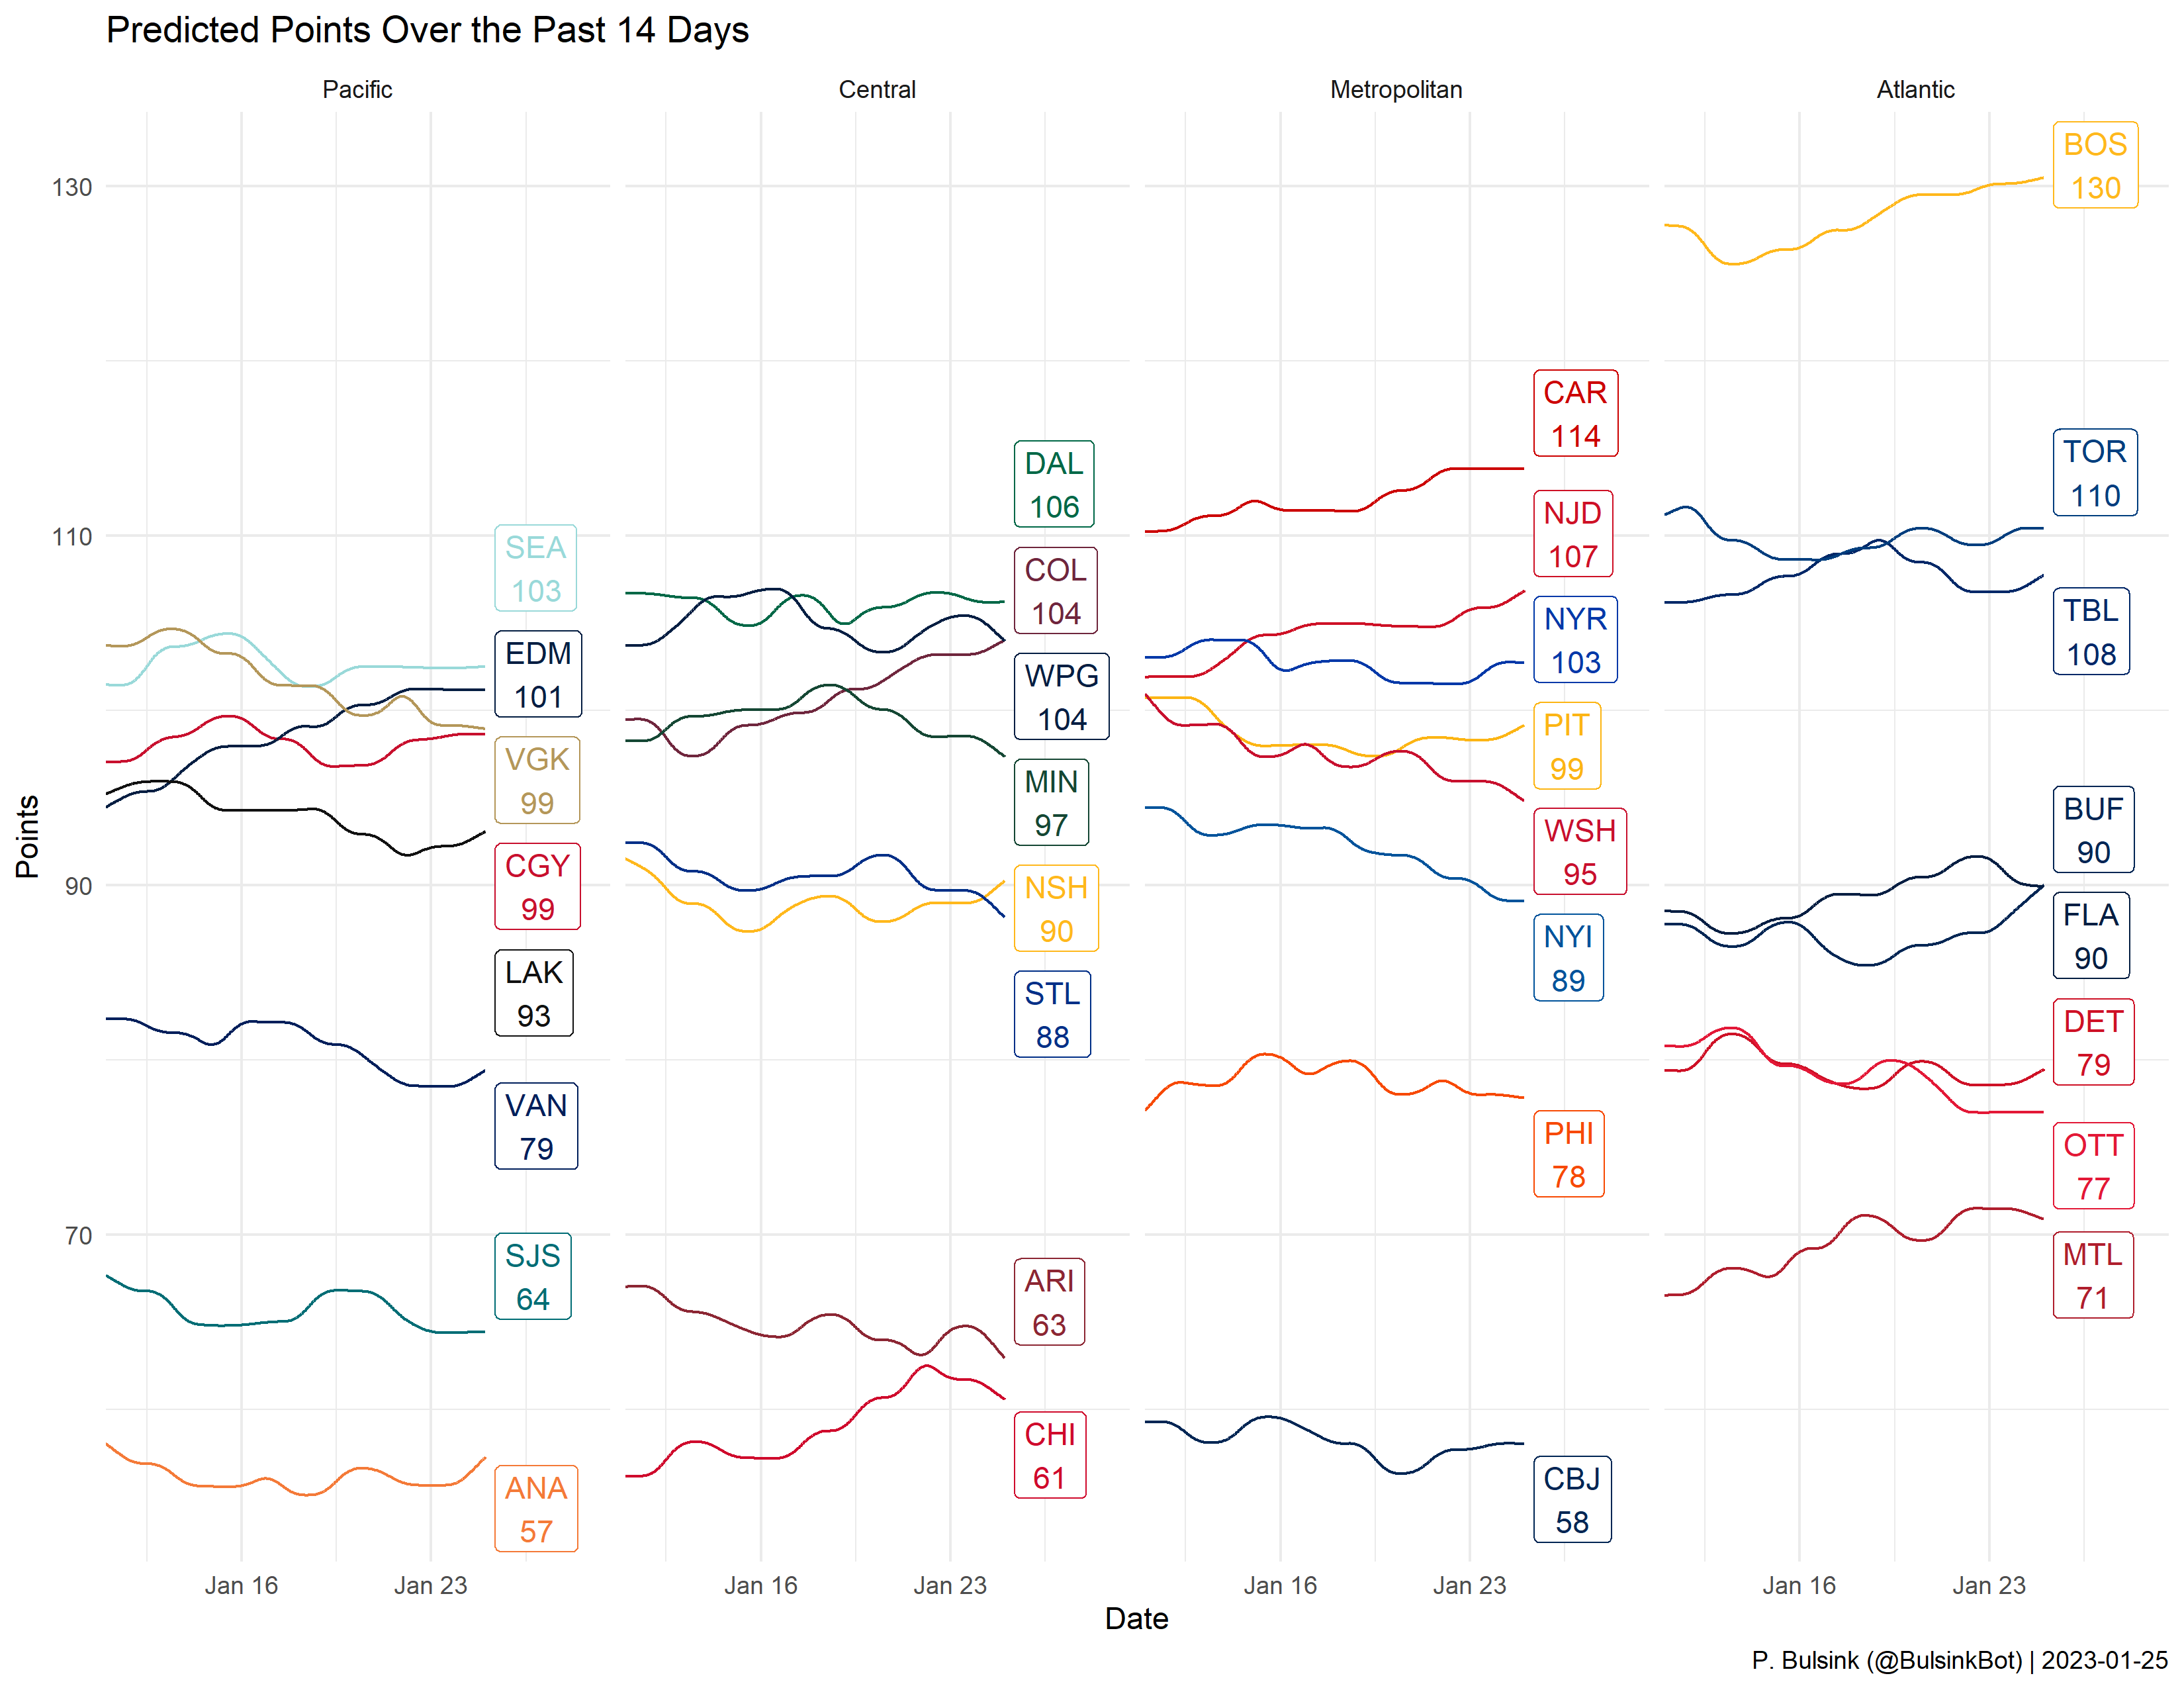 Predicted Points Over the Past 14 Days
Pacific
Central
Metropolitan
Atlantic
Points
130
110
90
70
SEA
103
EDM
101
VGK
99
CGY
99
LAK
93
VAN
79
SJS
64
ANA
57
DAL
106
COL
104
WPG
104
MIN
97
NSH
90
STL
88
ARI
63
CHI
61
CAR
114
NJD
107
NYR
103
PIT
99
WSH
95
NYI
89
PHI
78
CBJ
58
BOS
130
TOR
110
TBL
108
BUF
90
FLA
90
DET
79
OTT
77
MTL
71
Jan 16
Jan 23
Jan 16
Jan 23
Jan 16
Jan 23
Jan 16
Jan 23
Date
P. Bulsink (@BulsinkBot) | 2023-01-25